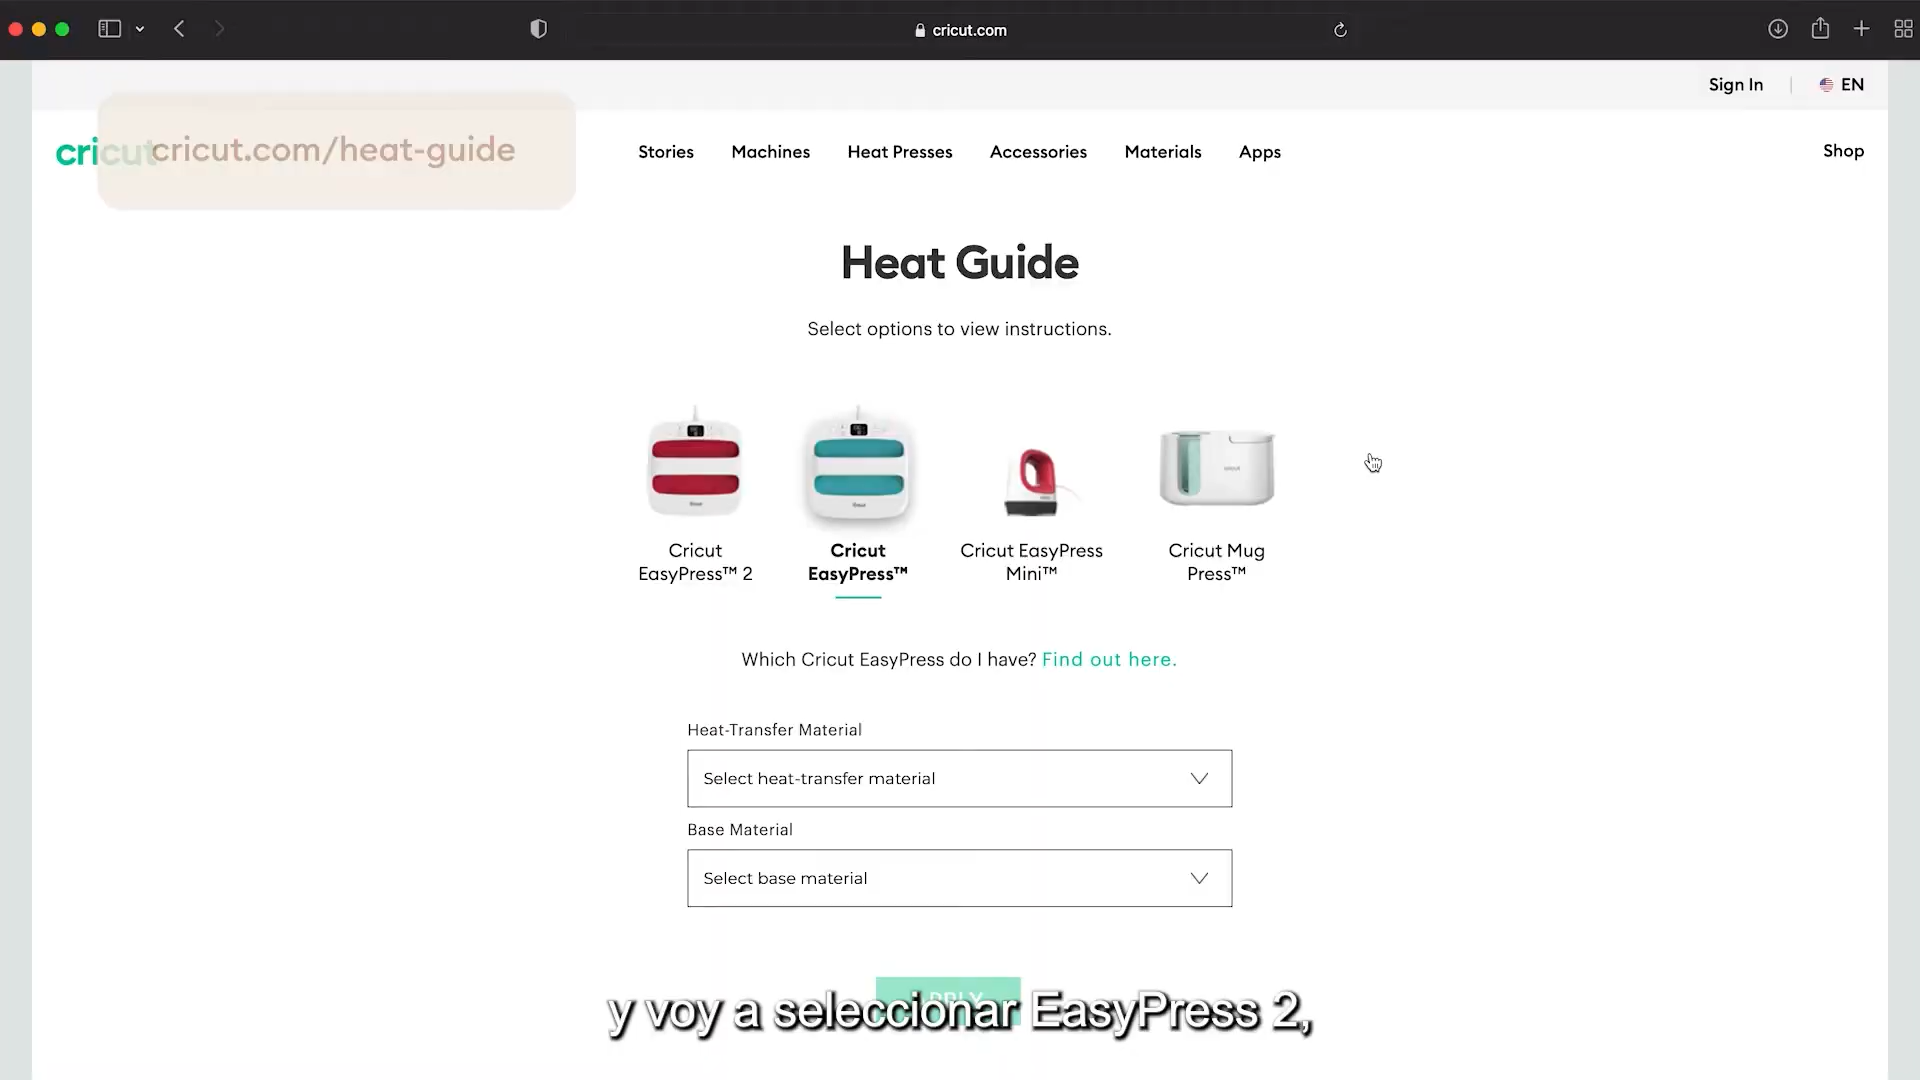 cricut.com
Sign In
EN
cricut
cricut.com/heat-guide
Stories
Machines
Heat Presses
Accessories
Materials
Apps
Shop
Heat Guide
Select options to view instructions.
Cricut
EasyPress™ 2
Cricut
EasyPress™
Cricut EasyPress
Mini™
Cricut Mug
Press™
Which Cricut EasyPress do I have? Find out here.
Heat-Transfer Material
Select heat-transfer material
Base Material
Select base material
APPLY
y voy a seleccionar EasyPress 2,